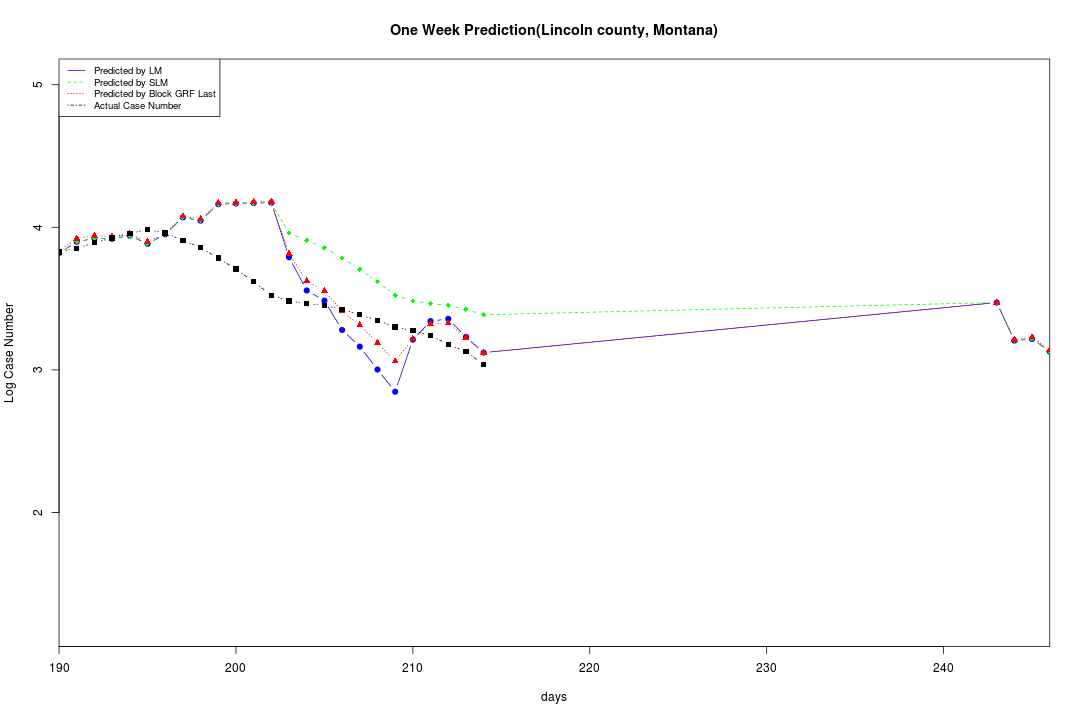 One Week Prediction(Lincoln county, Montana)
Predicted by LM
Predicted by SLM
Predicted by Block GRF Last
Actual Case Number
5
4
3
2
Log Case Number
190 200 210 220 230 240
days